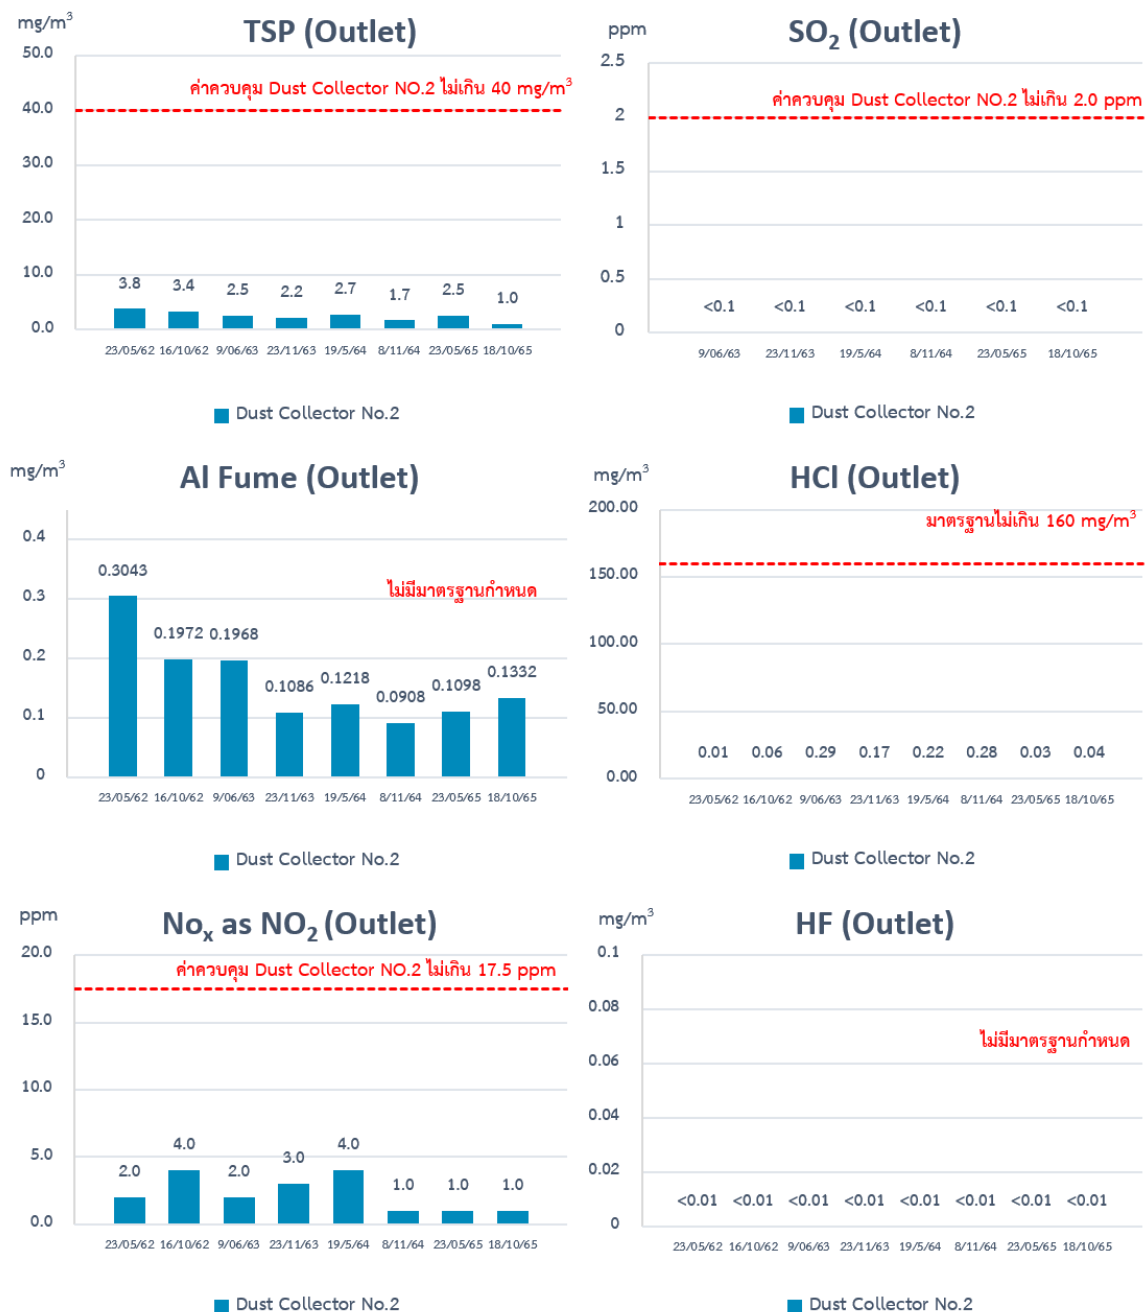 mg/m³
TSP (Outlet)
50.0
ค่าควบคุม Dust Collector NO.2 ไม่เกิน 40 mg/m³
40.0
30.0
20.0
10.0
0.0
3.8 3.4 2.5 2.2 2.7 1.7 2.5 1.0
23/05/62 16/10/62 9/06/63 23/11/63 19/5/64 8/11/64 23/05/65 18/10/65
Dust Collector No.2
ppm
SO₂ (Outlet)
2.5
ค่าควบคุม Dust Collector NO.2 ไม่เกิน 2.0 ppm
2
1.5
1
0.5
0
<0.1 <0.1 <0.1 <0.1 <0.1 <0.1
9/06/63 23/11/63 19/5/64 8/11/64 23/05/65 18/10/65
Dust Collector No.2
mg/m³
Al Fume (Outlet)
0.4
ไม่มีมาตรฐานกำหนด
0.3
0.2
0.1
0
0.3043 0.1972 0.1968 0.1086 0.1218 0.0908 0.1098 0.1332
23/05/62 16/10/62 9/06/63 23/11/63 19/5/64 8/11/64 23/05/65 18/10/65
Dust Collector No.2
mg/m³
HCl (Outlet)
200.00
มาตรฐานไม่เกิน 160 mg/m³
150.00
100.00
50.00
0.00
0.01 0.06 0.29 0.17 0.22 0.28 0.03 0.04
23/05/62 16/10/62 9/06/63 23/11/63 19/5/64 8/11/64 23/05/65 18/10/65
Dust Collector No.2
ppm
Noₓ as NO₂ (Outlet)
20.0
ค่าควบคุม Dust Collector NO.2 ไม่เกิน 17.5 ppm
15.0
10.0
5.0
0.0
2.0 4.0 2.0 3.0 4.0 1.0 1.0 1.0
23/05/62 16/10/62 9/06/63 23/11/63 19/5/64 8/11/64 23/05/65 18/10/65
Dust Collector No.2
mg/m³
HF (Outlet)
0.1
0.08
ไม่มีมาตรฐานกำหนด
0.06
0.04
0.02
0
<0.01 <0.01 <0.01 <0.01 <0.01 <0.01 <0.01 <0.01
23/05/62 16/10/62 9/06/63 23/11/63 19/5/64 8/11/64 23/05/65 18/10/65
Dust Collector No.2